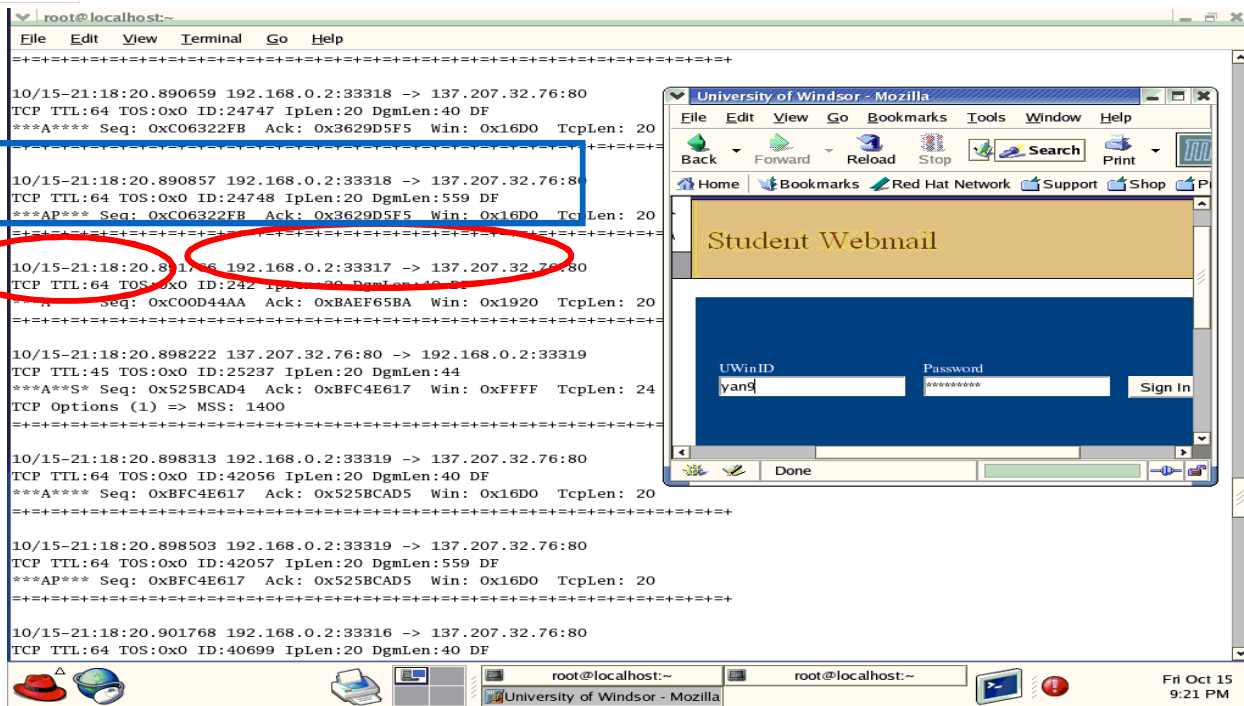 root@localhost:~
File Edit View Terminal Go Help
=+=+=+=+=+=+=+=+=+=+=+=+=+=+=+=+=+=+=+=+=+=+=+=+=+=+=+=+=+=+=+=+=+=+=+=+=+
10/15-21:18:20.890659 192.168.0.2:33318 -> 137.207.32.76:80
TCP TTL:64 TOS:0x0 ID:24747 IpLen:20 DgmLen:40 DF
***A**** Seq: 0xC06322FB Ack: 0x3629D5F5 Win: 0x16D0 TcpLen: 20
=+=+=+=+=+=+=+=+=+=+=+=+=+=+=+=+=+=+=+=+=+=+=+=+=+=+=+=+=+=+=+=+=+=
10/15-21:18:20.890857 192.168.0.2:33318 -> 137.207.32.76:80
TCP TTL:64 TOS:0x0 ID:24748 IpLen:20 DgmLen:559 DF
***AP*** Seq: 0xC06322FB Ack: 0x3629D5F5 Win: 0x16D0 TcpLen: 20
=+=+=+=+=+=+=+=+=+=+=+=+=+=+=+=+=+=+=+=+=+=+=+=+=+=+=+=+=+=+=+=+=+=
10/15-21:18:20.891766 192.168.0.2:33317 -> 137.207.32.76:80
TCP TTL:64 TOS:0x0 ID:242 IpLen:20 DgmLen:40 DF
***A**** Seq: 0xC00D44AA Ack: 0xBAEF65BA Win: 0x1920 TcpLen: 20
=+=+=+=+=+=+=+=+=+=+=+=+=+=+=+=+=+=+=+=+=+=+=+=+=+=+=+=+=+=+=+=+=+=
10/15-21:18:20.898222 137.207.32.76:80 -> 192.168.0.2:33319
TCP TTL:45 TOS:0x0 ID:25237 IpLen:20 DgmLen:44
***A**S* Seq: 0x525BCAD4 Ack: 0xBFC4E617 Win: 0xFFFF TcpLen: 24
TCP Options (1) => MSS: 1400
=+=+=+=+=+=+=+=+=+=+=+=+=+=+=+=+=+=+=+=+=+=+=+=+=+=+=+=+=+=+=+=+=+=
10/15-21:18:20.898313 192.168.0.2:33319 -> 137.207.32.76:80
TCP TTL:64 TOS:0x0 ID:42056 IpLen:20 DgmLen:40 DF
***A**** Seq: 0xBFC4E617 Ack: 0x525BCAD5 Win: 0x16D0 TcpLen: 20
=+=+=+=+=+=+=+=+=+=+=+=+=+=+=+=+=+=+=+=+=+=+=+=+=+=+=+=+=+=+=+=+=+=+=+=+=+
10/15-21:18:20.898503 192.168.0.2:33319 -> 137.207.32.76:80
TCP TTL:64 TOS:0x0 ID:42057 IpLen:20 DgmLen:559 DF
***AP*** Seq: 0xBFC4E617 Ack: 0x525BCAD5 Win: 0x16D0 TcpLen: 20
=+=+=+=+=+=+=+=+=+=+=+=+=+=+=+=+=+=+=+=+=+=+=+=+=+=+=+=+=+=+=+=+=+=+=+=+=+
10/15-21:18:20.901768 192.168.0.2:33316 -> 137.207.32.76:80
TCP TTL:64 TOS:0x0 ID:40699 IpLen:20 DgmLen:40 DF
University of Windsor - Mozilla
File Edit View Go Bookmarks Tools Window Help
Back Forward Reload Stop Search Print
Home Bookmarks Red Hat Network Support Shop
Student Webmail
UWinID Password
yan9 ********* Sign In
Done
root@localhost:~ root@localhost:~
University of Windsor - Mozilla
Fri Oct 15
9:21 PM